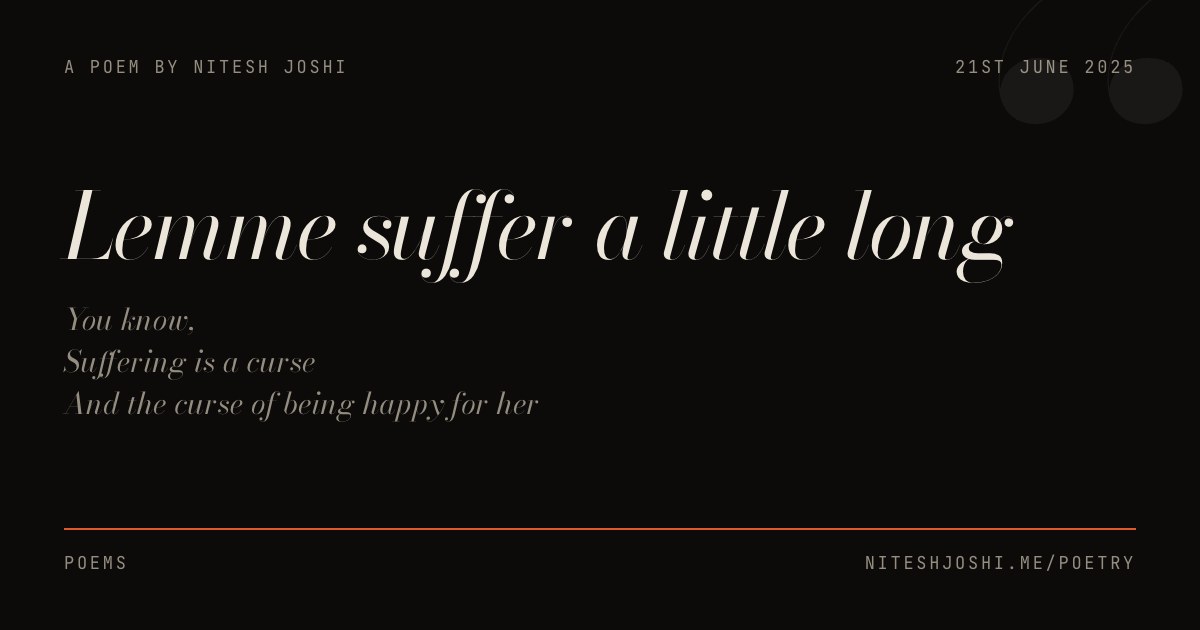 A POEM BY NITESH JOSHI
21ST JUNE 2025
Lemme suffer a little long
You know,
Suffering is a curse
And the curse of being happy for her
POEMS
NITESHJOSHI.ME/POETRY